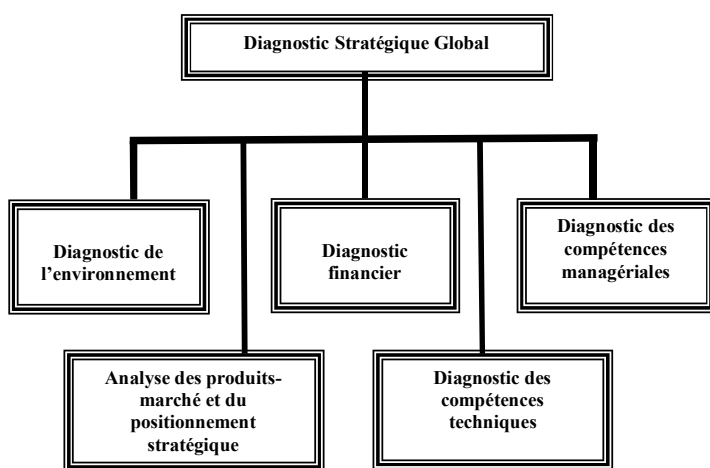 Diagnostic Stratégique Global
Diagnostic de
l'environnement
Diagnostic
financier
Diagnostic des
compétences
managériales
Analyse des produits-
marché et du
positionnement
stratégique
Diagnostic des
compétences
techniques